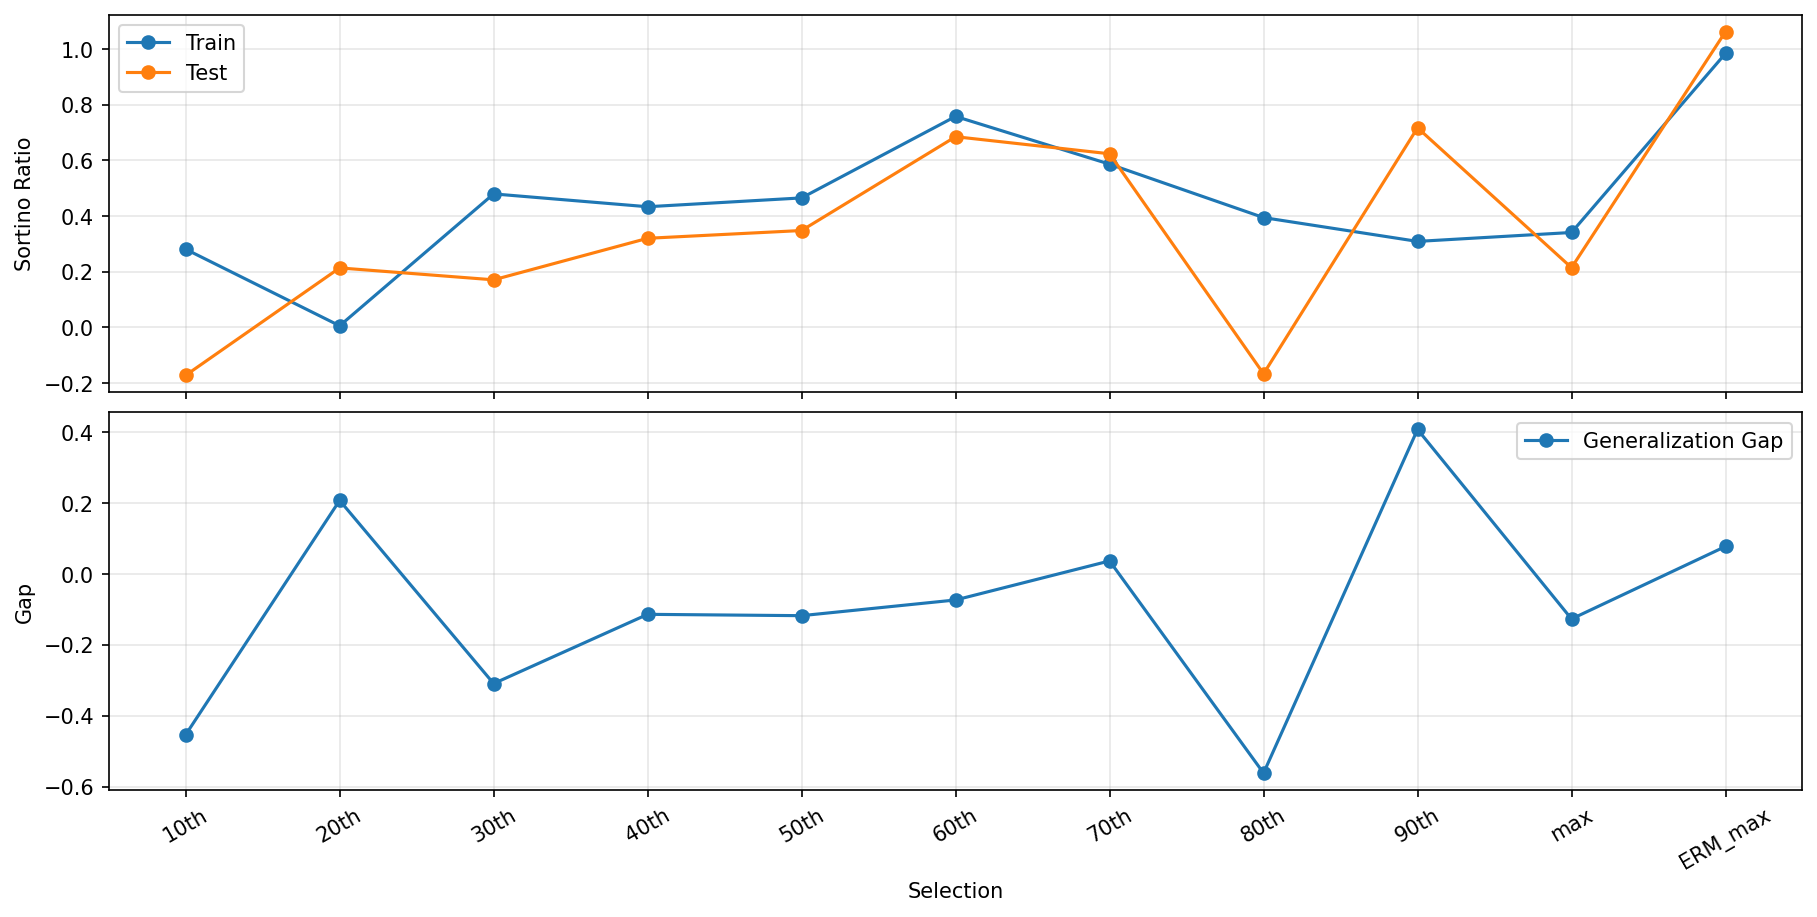 Train
Test
Sortino Ratio
1.0
0.8
0.6
0.4
0.2
0.0
−0.2
Generalization Gap
Gap
0.4
0.2
0.0
−0.2
−0.4
−0.6
10th 20th 30th 40th 50th 60th 70th 80th 90th max ERM_max
Selection